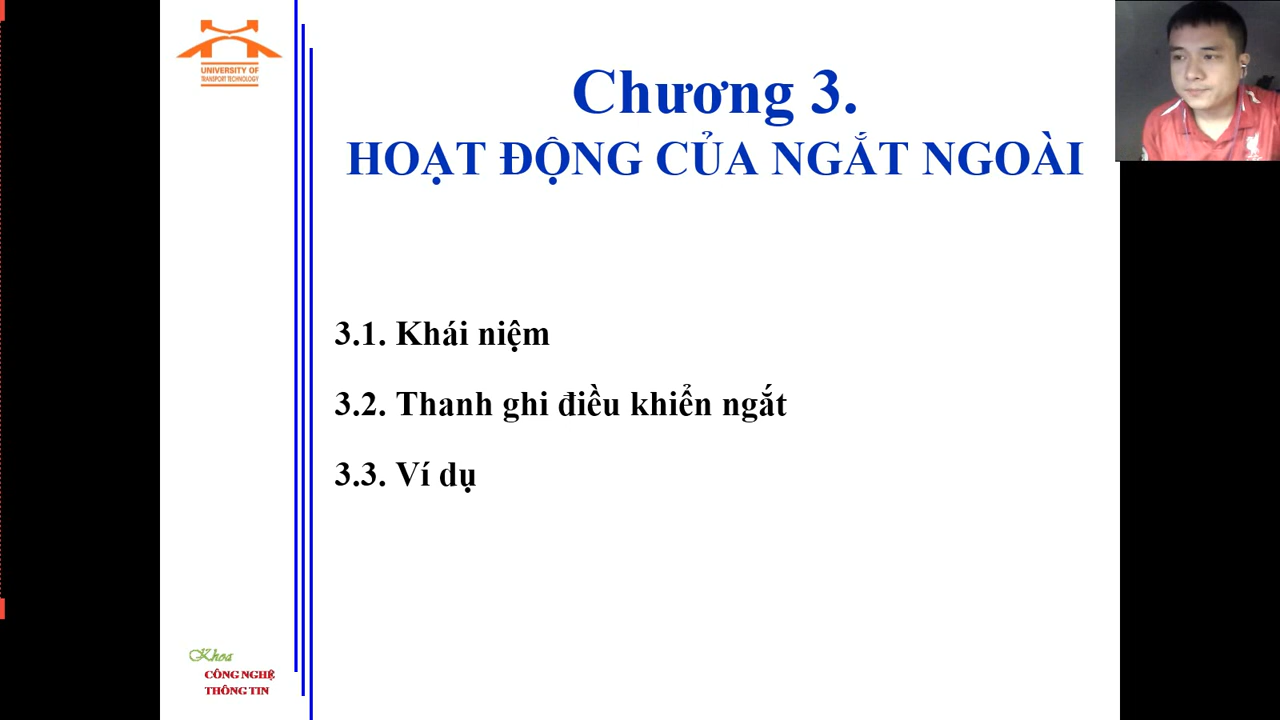 UNIVERSITY OF
TRANSPORT TECHNOLOGY
Chương 3.
HOẠT ĐỘNG CỦA NGẮT NGOÀI
3.1. Khái niệm
3.2. Thanh ghi điều khiển ngắt
3.3. Ví dụ
Khoa
CÔNG NGHỆ
THÔNG TIN